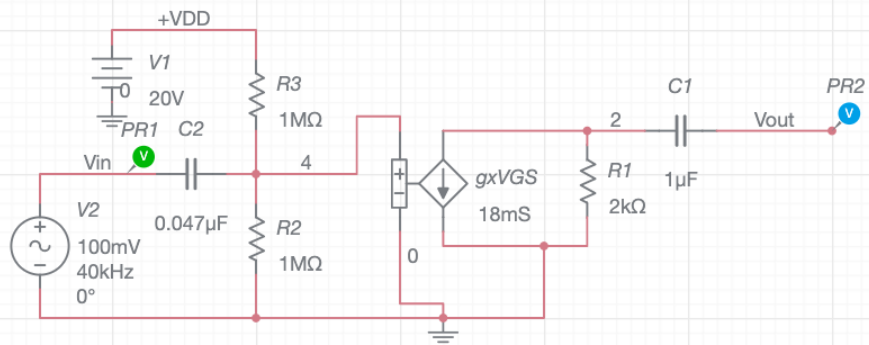 +VDD
V1
0
20V
R3
1MΩ
C1
PR2
V
PR1
C2
V
Vin
4
2
Vout
gxVGS
18mS
R1
2kΩ
1µF
V2
0.047µF
100mV
40kHz
0°
R2
1MΩ
0